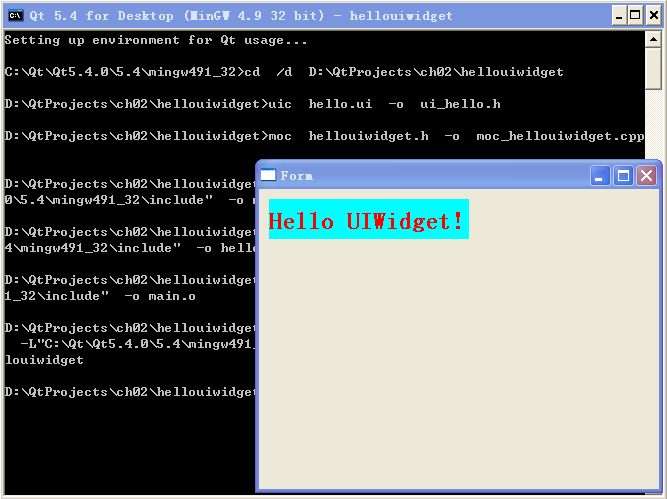 Qt 5.4 for Desktop (MinGW 4.9 32 bit) - hellouiwidget
Setting up environment for Qt usage...
C:\Qt\Qt5.4.0\5.4\mingw491_32>cd /d D:\QtProjects\ch02\hellouiwidget
D:\QtProjects\ch02\hellouiwidget>uic hello.ui -o ui_hello.h
D:\QtProjects\ch02\hellouiwidget>moc hellouiwidget.h -o moc_hellouiwidget.cpp
Form
Hello UIWidget!
D:\QtProjects\ch02\hellouiwidget
0\5.4\mingw491_32\include" -o
D:\QtProjects\ch02\hellouiwidget
4\mingw491_32\include" -o hell
D:\QtProjects\ch02\hellouiwidget
1_32\include" -o main.o
D:\QtProjects\ch02\hellouiwidget
-L"C:\Qt\Qt5.4.0\5.4\mingw491_
louiwidget
D:\QtProjects\ch02\hellouiwidget